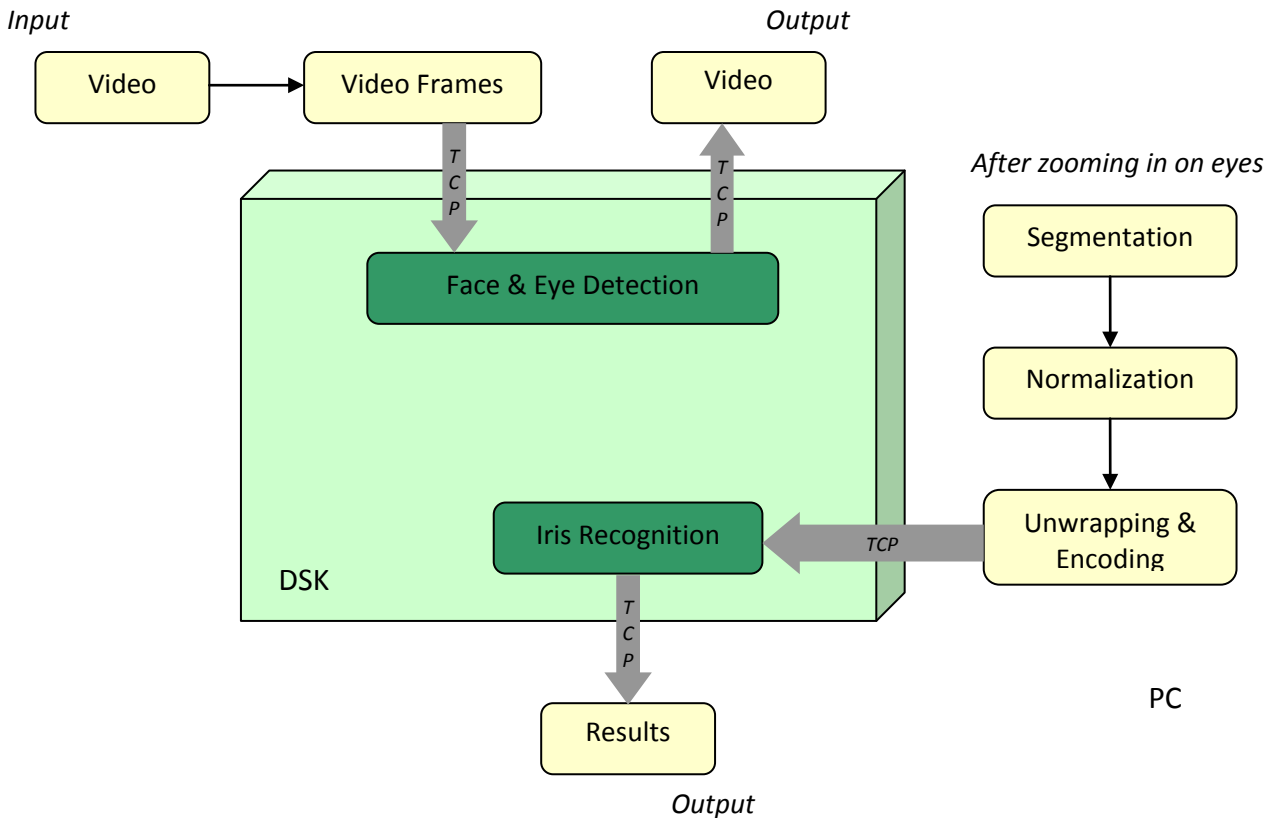 Input
Output
Video
Video Frames
Video
T
C
P
T
C
P
After zooming in on eyes
Segmentation
Face & Eye Detection
Normalization
Unwrapping &
Encoding
Iris Recognition
TCP
DSK
T
C
P
PC
Results
Output